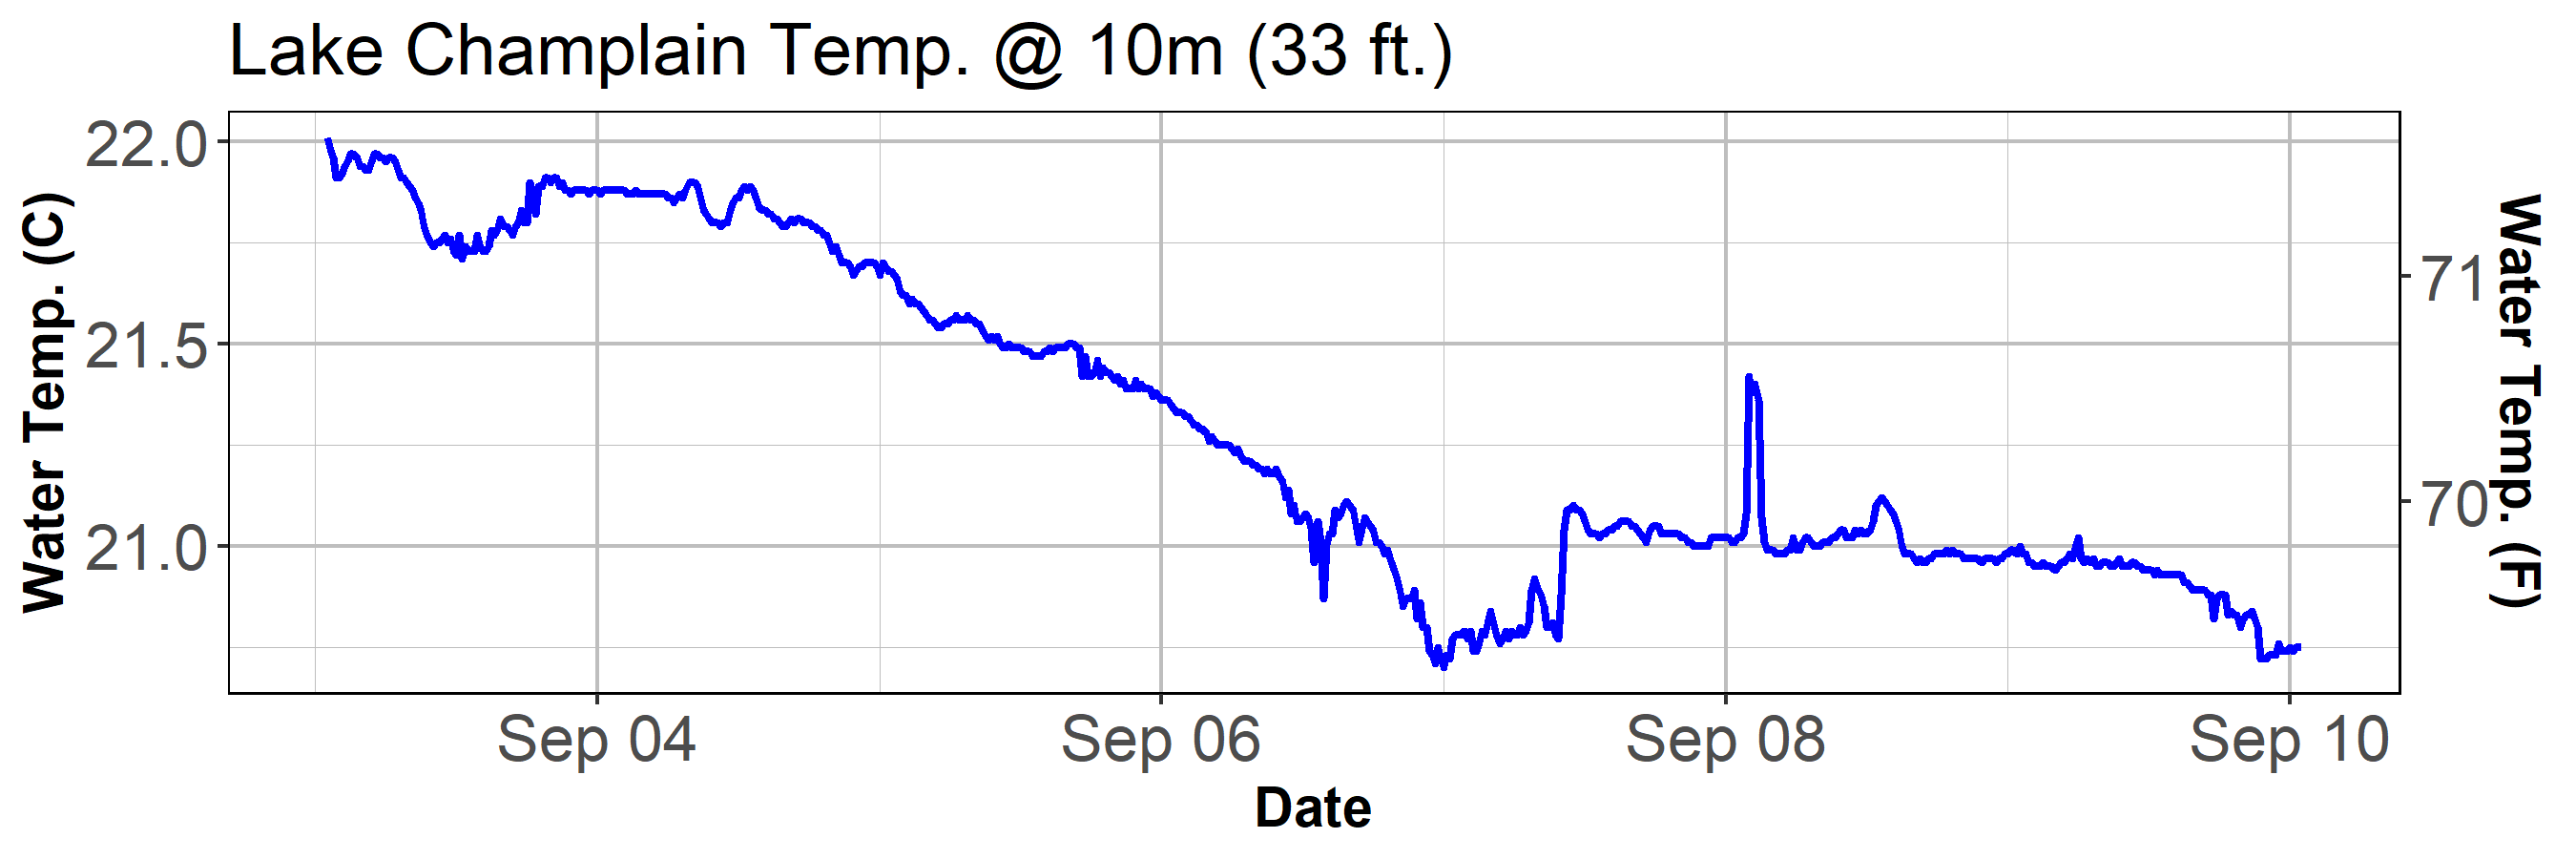 Lake Champlain Temp. @ 10m (33 ft.)
Water Temp. (C)
22.0
21.5
21.0
71
70
Water Temp. (F)
Sep 04
Sep 06
Sep 08
Sep 10
Date